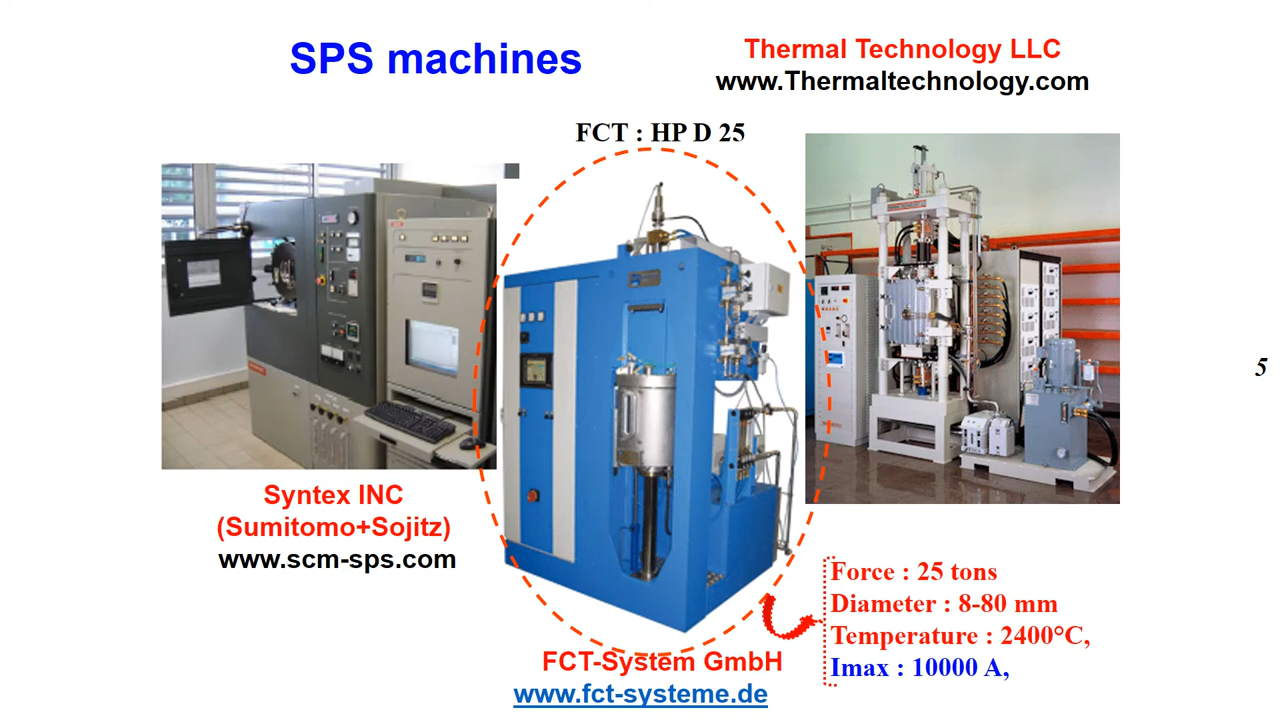 SPS machines
Thermal Technology LLC
www.Thermaltechnology.com
FCT : HP D 25
5
Syntex INC
(Sumitomo+Sojitz)
www.scm-sps.com
Force : 25 tons
Diameter : 8-80 mm
Temperature : 2400°C,
Imax : 10000 A,
FCT-System GmbH
www.fct-systeme.de